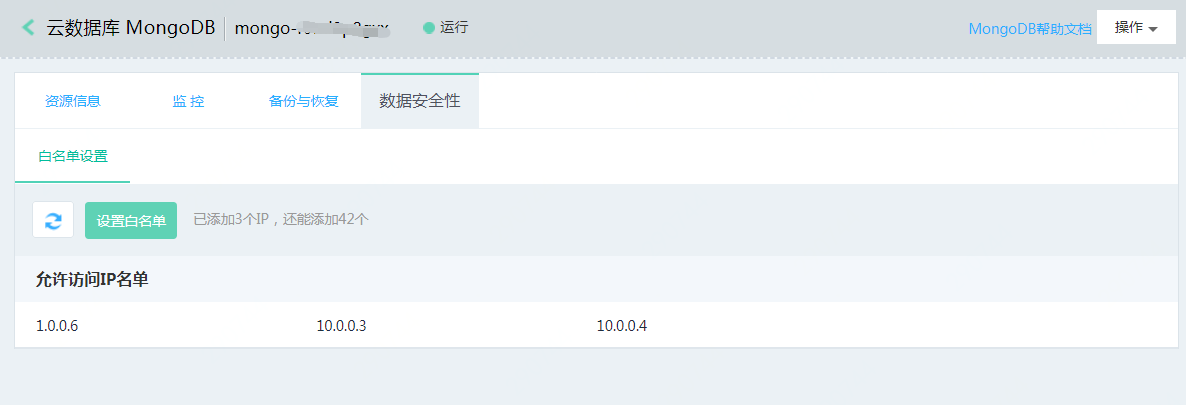 云数据库 MongoDB mongo- 运行 MongoDB帮助文档 操作
资源信息 监 控 备份与恢复 数据安全性
白名单设置
设置白名单 已添加3个IP，还能添加42个
允许访问IP名单
1.0.0.6 10.0.0.3 10.0.0.4